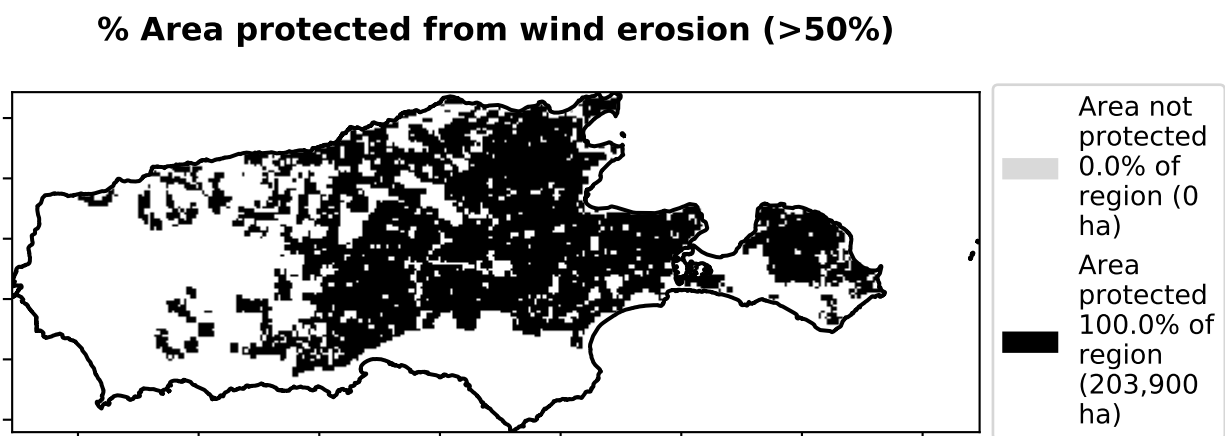 % Area protected from wind erosion (>50%)
Area not
protected
0.0% of
region (0
ha)
Area
protected
100.0% of
region
(203,900
ha)